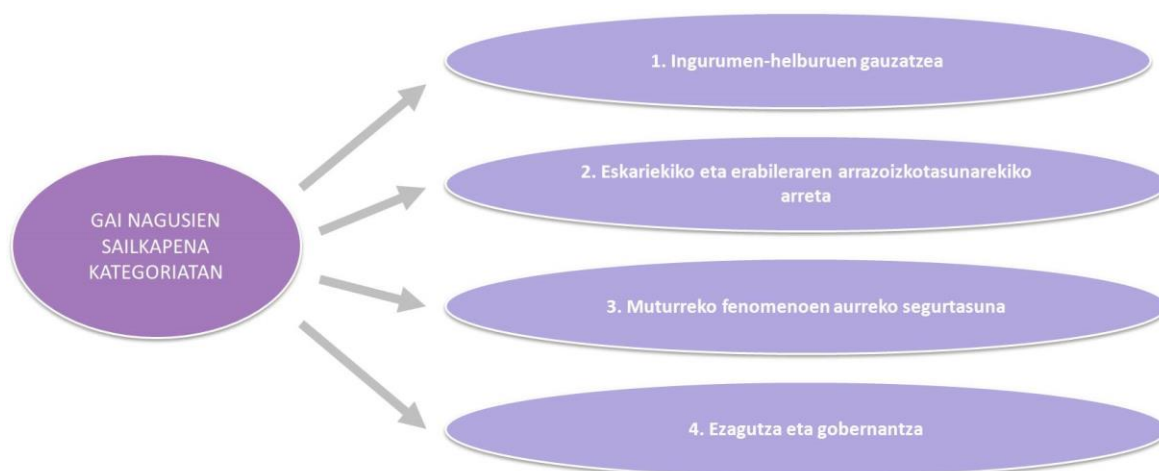 GAI NAGUSIEN
SAILKAPENA
KATEGORIATAN
1. Ingurumen-helburuen gauzatzea
2. Eskariekiko eta erabileraren arrazoizkotasunarekiko
arreta
3. Muturreko fenomenoen aurreko segurtasuna
4. Ezagutza eta gobernantza